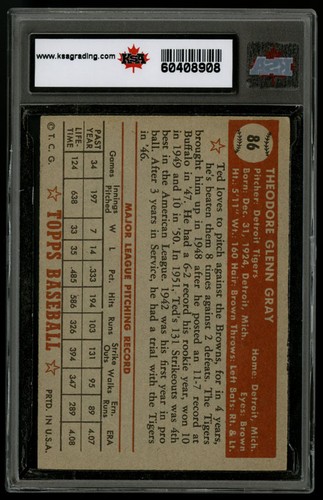 www.ksagrading.com
KSA
60408908
KSA
86
THEODORE GLENN GRAY
Pitcher: Detroit Tigers Home: Detroit, Mich.
Born: Dec. 31, 1924, Detroit, Mich. Eyes: Brown
Ht.: 5'11" Wt. 160 Hair: Brown Throws: Left Bats: Rt. & Lt.
Ted loves to pitch against the Browns, for in 4 years,
he's beaten them 8 times against 2 defeats. The Tigers
brought him up in 1948 after he posted an 11-7 record at
Buffalo in '47. He had a 6-2 record his rookie year, won 10
in 1949 and 10 in '50. In 1951, Ted's 131 Strikeouts was 4th
best in the American League. 1942 was his first year in pro
ball. After 3 years in Service, he had a trial with the Tigers
in '46.
MAJOR LEAGUE PITCHING RECORD
Games Innings Pitched W L Pct. Hits Runs Strike Outs Walks Ern. Runs ERA
PAST YEAR 34 197 7 14 .333 194 103 131 95 89 4.07
LIFE-TIME 124 638 33 35 .485 586 326 394 347 289 4.08
© T. C. G. TOPPS BASEBALL PRTD. IN U.S.A.